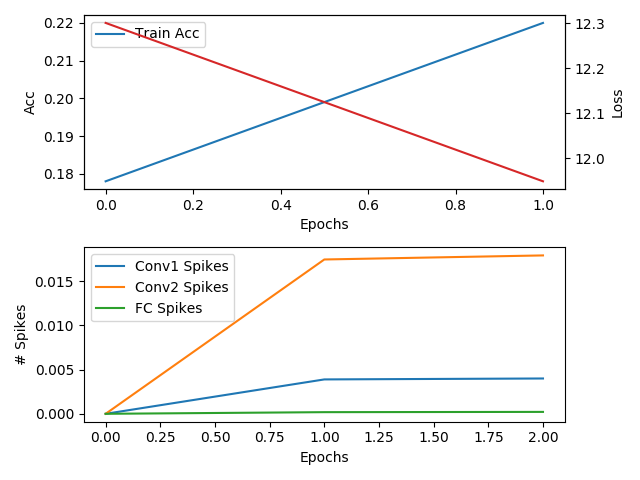 0.22
0.21
0.20
0.19
0.18
Acc
Train Acc
12.3
12.2
12.1
12.0
Loss
0.0 0.2 0.4 0.6 0.8 1.0
Epochs
0.015
0.010
0.005
0.000
# Spikes
Conv1 Spikes
Conv2 Spikes
FC Spikes
0.00 0.25 0.50 0.75 1.00 1.25 1.50 1.75 2.00
Epochs